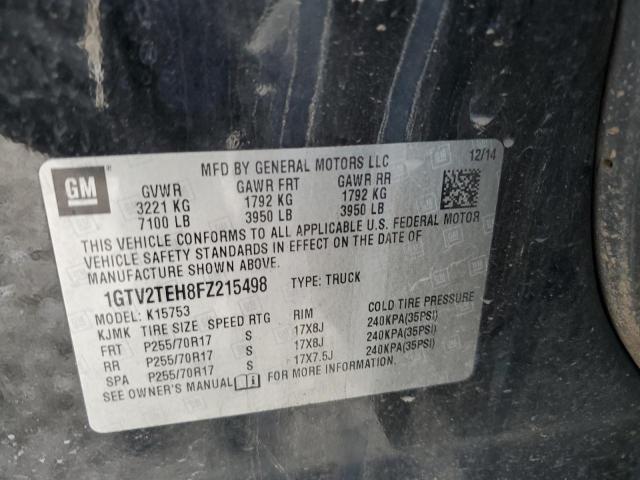 GM
MFD BY GENERAL MOTORS LLC 12/14
GVWR GAWR FRT GAWR RR
3221 KG 1792 KG 1792 KG
7100 LB 3950 LB 3950 LB
THIS VEHICLE CONFORMS TO ALL APPLICABLE U.S. FEDERAL MOTOR
VEHICLE SAFETY STANDARDS IN EFFECT ON THE DATE OF
MANUFACTURE SHOWN ABOVE.
1GTV2TEH8FZ215498 TYPE: TRUCK
MODEL: K15753
KJMK TIRE SIZE SPEED RTG RIM COLD TIRE PRESSURE
FRT P255/70R17 S 17X8J 240KPA(35PSI)
RR P255/70R17 S 17X8J 240KPA(35PSI)
SPA P255/70R17 S 17X7.5J 240KPA(35PSI)
SEE OWNER'S MANUAL FOR MORE INFORMATION.